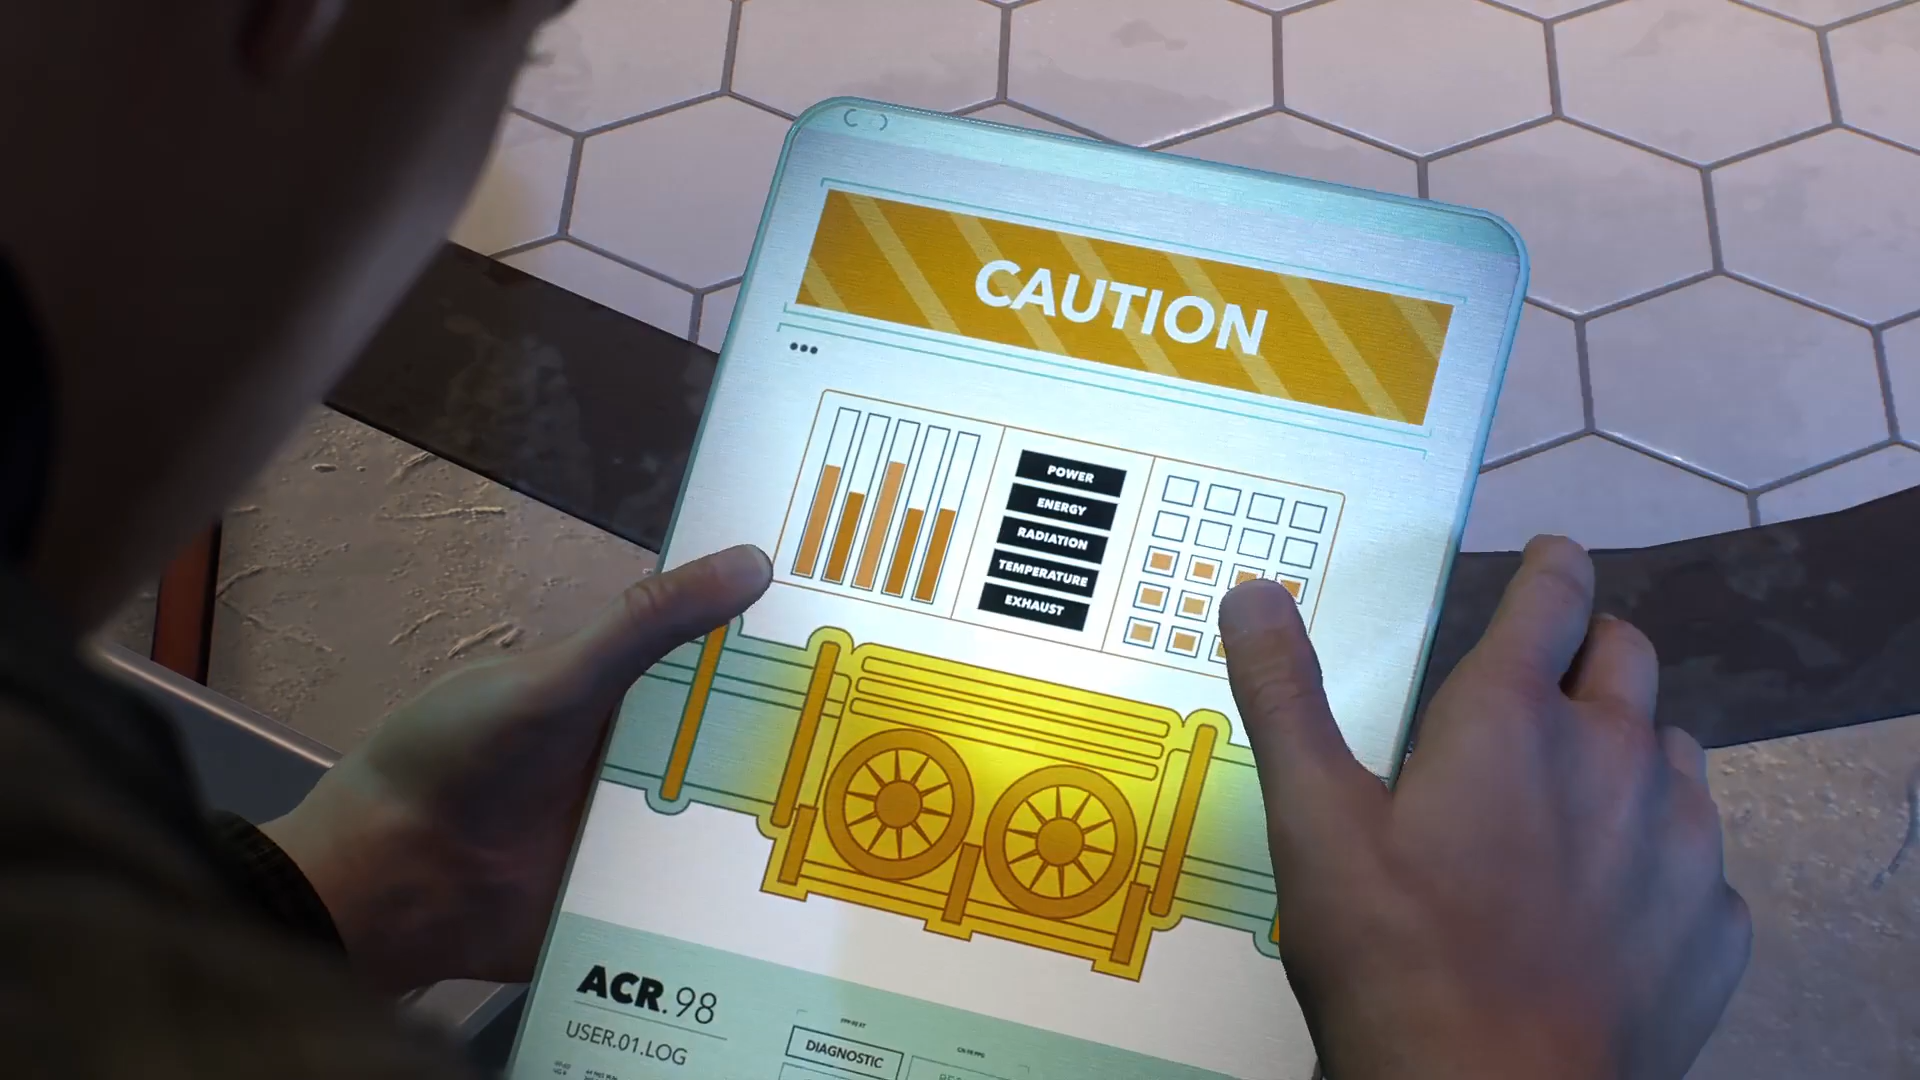 CAUTION
POWER
ENERGY
RADIATION
TEMPERATURE
EXHAUST
ACR.98
USER.01.LOG
DIAGNOSTIC